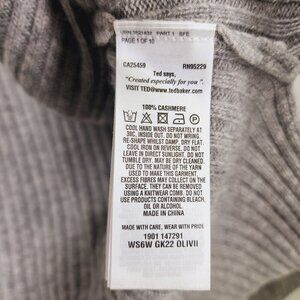 PART 1 BFE
PAGE 1 OF 10
CA25459 RN95229
Ted says,
"Created especially for you".
VISIT TED@WWW.
tedbaker.com
100% CASHMERE
COOL HAND WASH SEPARATELY AT
30C, INSIDE OUT. DO NOT WRING.
RE-SHAPE WHILST DAMP. DRY FLAT.
COOL IRON ON REVERSE. DO NOT
LEAVE IN DIRECT SUNLIGHT. DO NOT
TUMBLE DRY. MAY BE DRY CLEANED.
DUE TO THE NATURE OF THE YARN
USED TO MAKE THIS GARMENT
EXCESS FIBRES MAY COLLECT ON THE
SURFACE. THEY CAN BE REMOVED
USING A KNITWEAR COMB. DO NOT
USE PRODUCTS CONTAINING BLEACH,
OIL OR ALCOHOL.
MADE IN CHINA
MADE WITH CARE, WEAR WITH PRIDE
1901 147291
WS6W GK22 OLIVII